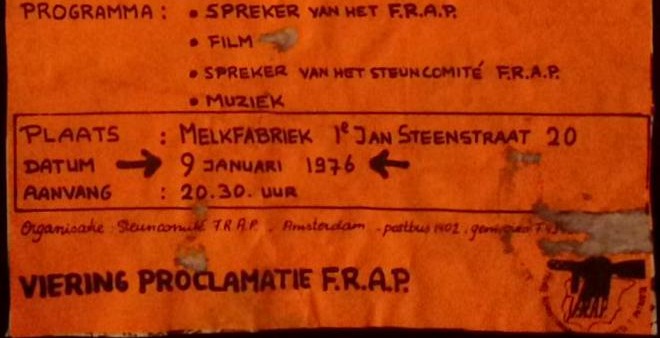 PROGRAMMA : • SPREKER VAN HET F.R.A.P.
• FILM
• SPREKER VAN HET STEUNCOMITÉ F.R.A.P.
• MUZIEK
PLAATS : MELKFABRIEK 1e JAN STEENSTRAAT 20
DATUM → 9 JANUARI 1976 ←
AANVANG : 20.30. UUR
Organisatie : Steuncomité F.R.A.P. . Amsterdam - postbus 1402 ,
VIERING PROCLAMATIE F.R.A.P.
F.R.A.P.